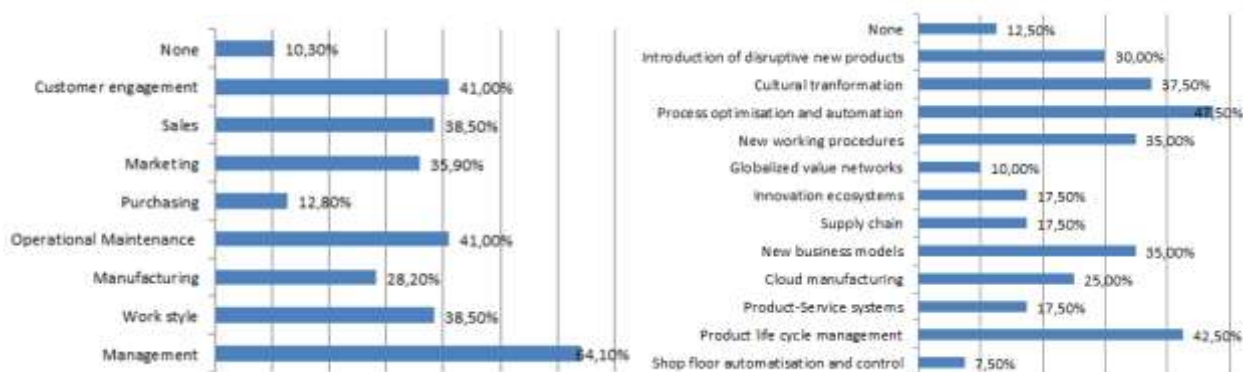 None 10,30%
Customer engagement 41,00%
Sales 38,50%
Marketing 35,90%
Purchasing 12,80%
Operational Maintenance 41,00%
Manufacturing 28,20%
Work style 38,50%
Management 64,10%
None 12,50%
Introduction of disruptive new products 30,00%
Cultural tranformation 37,50%
Process optimisation and automation 47,50%
New working procedures 35,00%
Globalized value networks 10,00%
Innovation ecosystems 17,50%
Supply chain 17,50%
New business models 35,00%
Cloud manufacturing 25,00%
Product-Service systems 17,50%
Product life cycle management 42,50%
Shop floor automatisation and control 7,50%